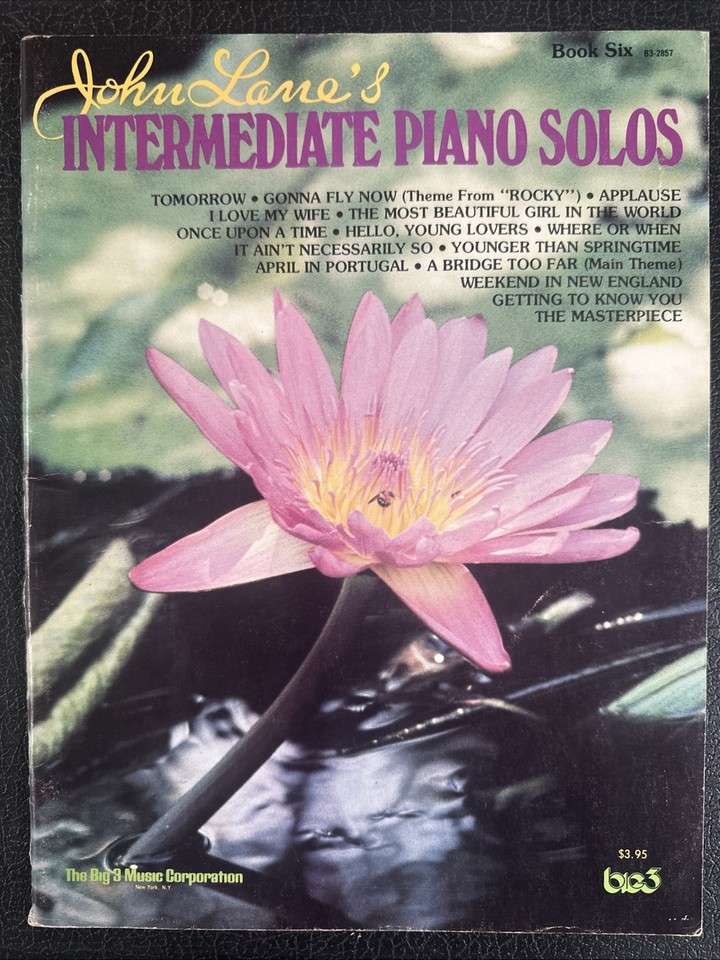 Book Six B3-2857
John Lane's
INTERMEDIATE PIANO SOLOS
TOMORROW • GONNA FLY NOW (Theme From "ROCKY") • APPLAUSE
I LOVE MY WIFE • THE MOST BEAUTIFUL GIRL IN THE WORLD
ONCE UPON A TIME • HELLO, YOUNG LOVERS • WHERE OR WHEN
IT AIN'T NECESSARILY SO • YOUNGER THAN SPRINGTIME
APRIL IN PORTUGAL • A BRIDGE TOO FAR (Main Theme)
WEEKEND IN NEW ENGLAND
GETTING TO KNOW YOU
THE MASTERPIECE
$3.95
big3
The Big 3 Music Corporation
New York, N.Y.